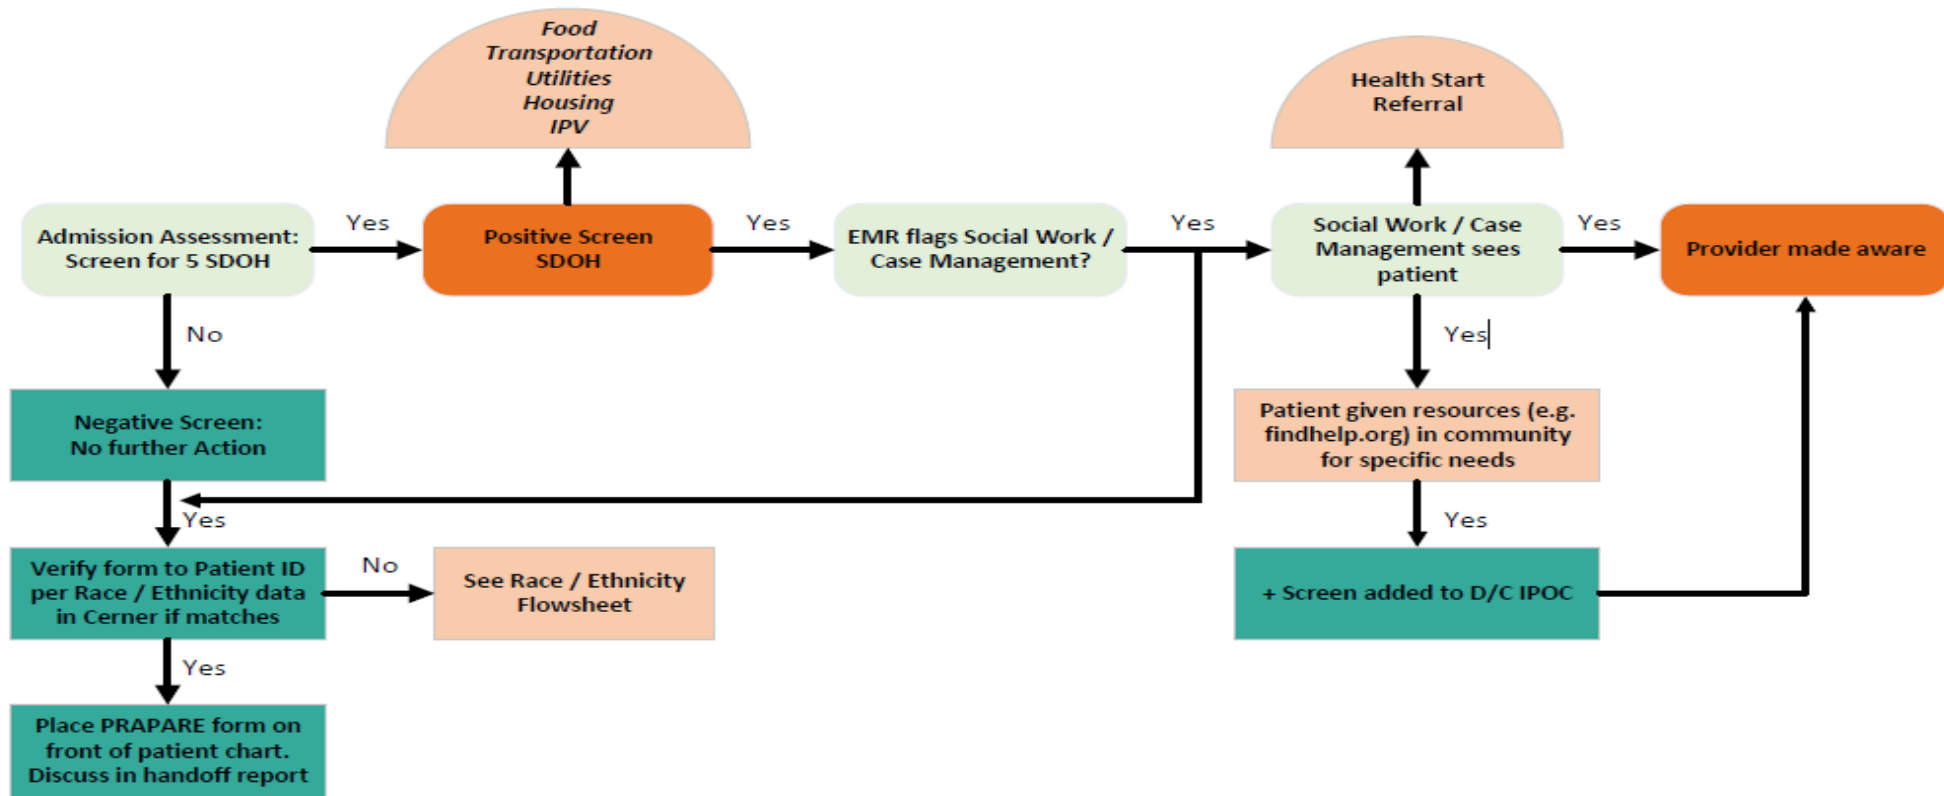 Food
Transportation
Utilities
Housing
IPV
Health Start
Referral
Admission Assessment:
Screen for 5 SDOH
Yes
Positive Screen
SDOH
Yes
EMR flags Social Work /
Case Management?
Yes
Social Work / Case
Management sees
patient
Yes
Provider made aware
No
Yes
Negative Screen:
No further Action
Patient given resources (e.g.
findhelp.org) in community
for specific needs
Yes
Yes
Verify form to Patient ID
per Race / Ethnicity data
in Cerner if matches
No
See Race / Ethnicity
Flowsheet
+ Screen added to D/C IPOC
Yes
Place PRAPARE form on
front of patient chart.
Discuss in handoff report